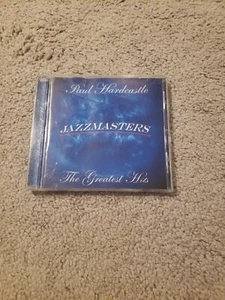 Paul Hardcastle
JAZZMASTERS
The Greatest Hits